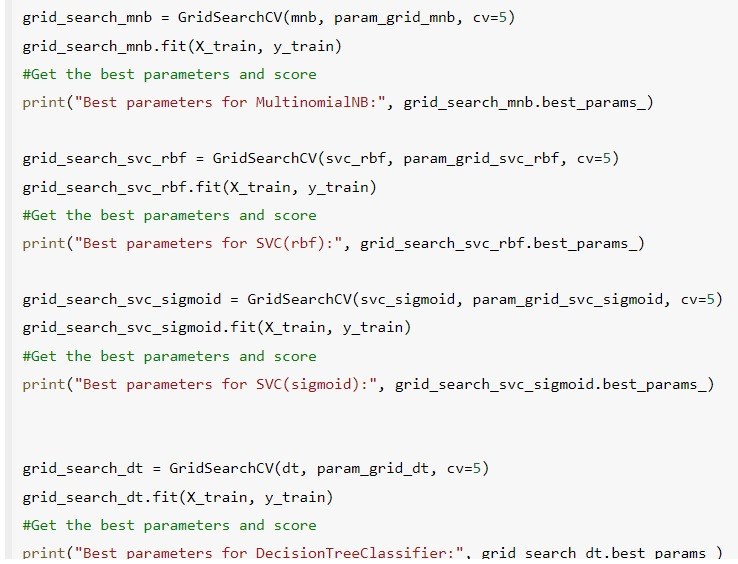 grid_search_mnb = GridSearchCV(mnb, param_grid_mnb, cv=5)
grid_search_mnb.fit(X_train, y_train)
#Get the best parameters and score
print("Best parameters for MultinomialNB:", grid_search_mnb.best_params_)
grid_search_svc_rbf = GridSearchCV(svc_rbf, param_grid_svc_rbf, cv=5)
grid_search_svc_rbf.fit(X_train, y_train)
#Get the best parameters and score
print("Best parameters for SVC(rbf):", grid_search_svc_rbf.best_params_)
grid_search_svc_sigmoid = GridSearchCV(svc_sigmoid, param_grid_svc_sigmoid, cv=5)
grid_search_svc_sigmoid.fit(X_train, y_train)
#Get the best parameters and score
print("Best parameters for SVC(sigmoid):", grid_search_svc_sigmoid.best_params_)
grid_search_dt = GridSearchCV(dt, param_grid_dt, cv=5)
grid_search_dt.fit(X_train, y_train)
#Get the best parameters and score
print("Best parameters for DecisionTreeClassifier:", grid_search_dt.best_params_)